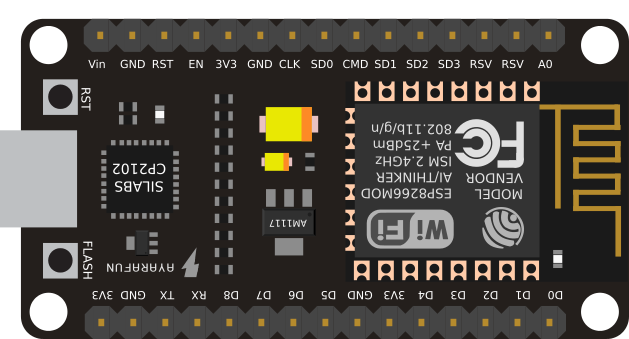 Vin GND RST EN 3V3 GND CLK SD0 CMD SD1 SD2 SD3 RSV RSV A0
RST
SILABS
CP2102
FLASH
AYARAFUN
AM1117
MODEL
VENDOR
ESP8266MOD
AI/THINKER
ISM 2.4GHz
PA +25dBm
802.11b/g/n
FC
Wi Fi
3V3 GND TX RX D8 D7 D6 D5 GND 3V3 D4 D3 D2 D1 D0